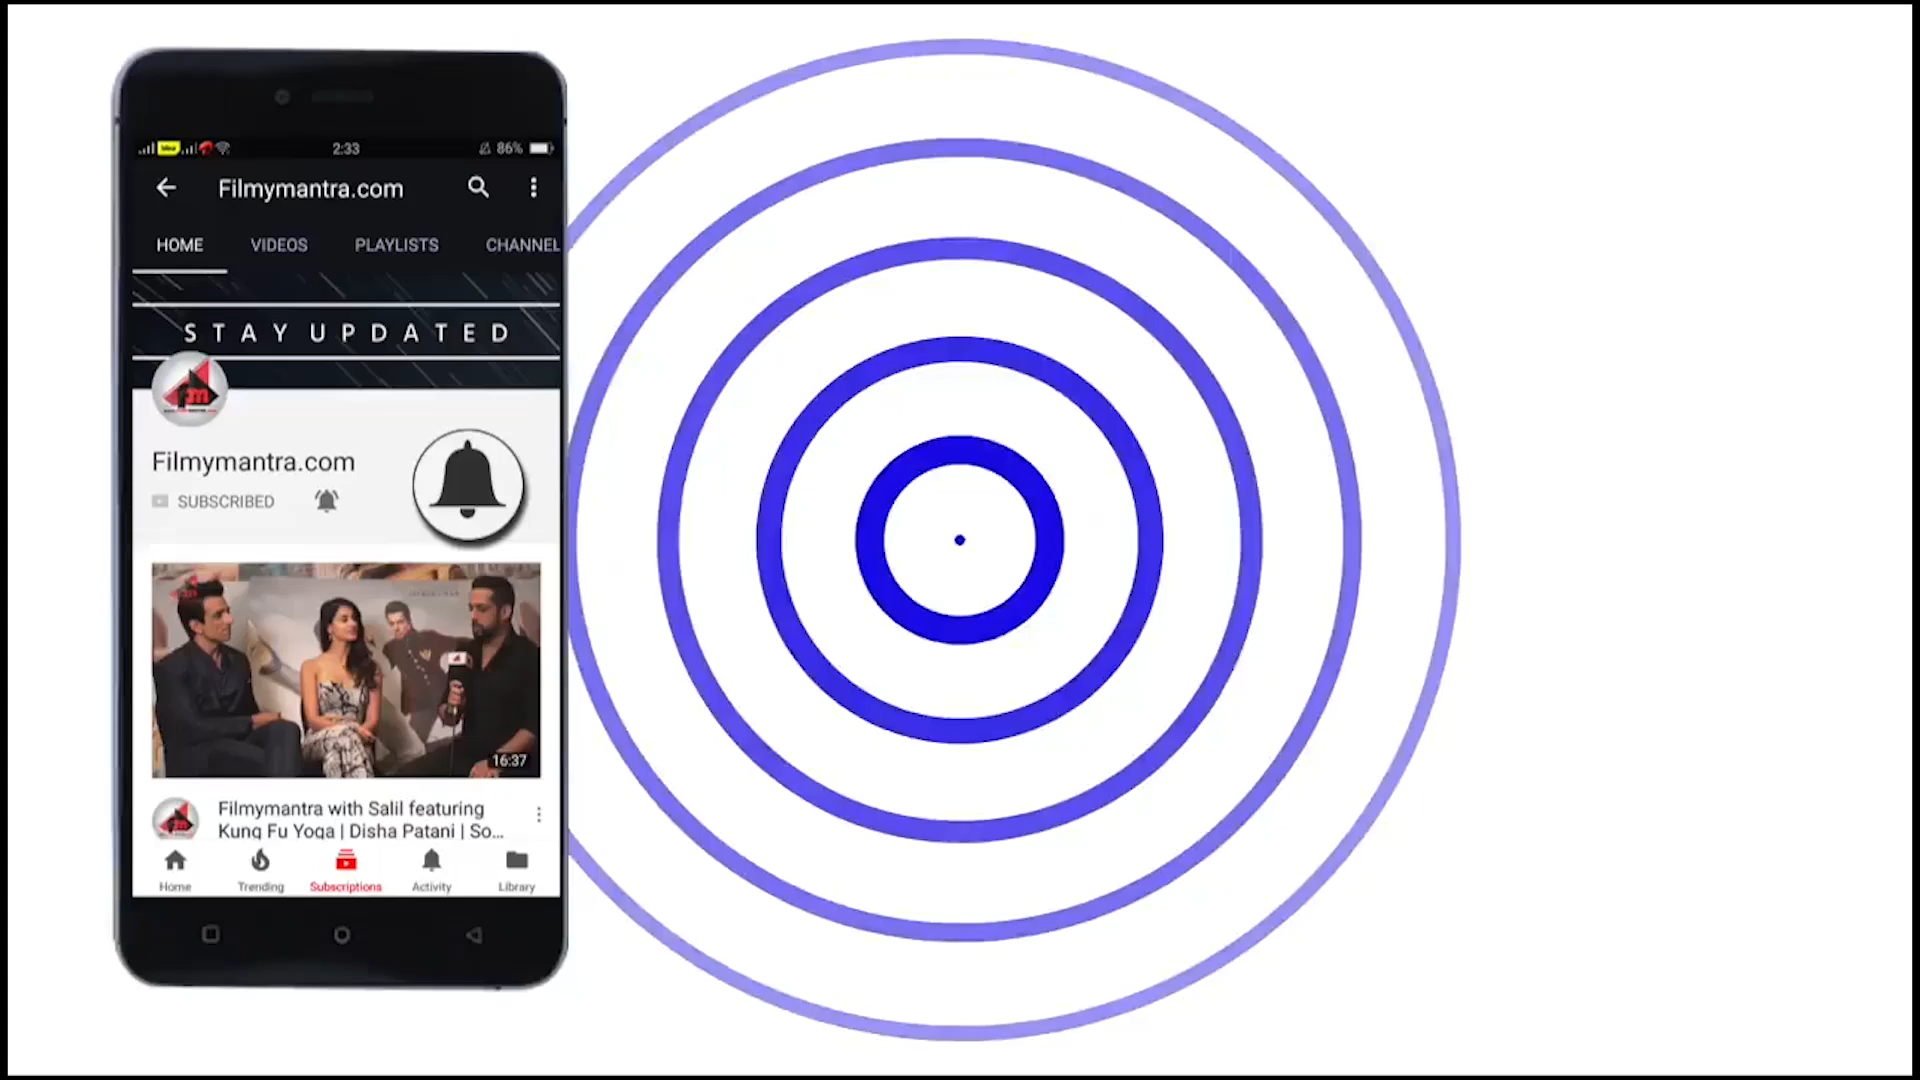 2:33
86%
Filmymantra.com
HOME VIDEOS PLAYLISTS CHANNEL
STAY UPDATED
fm
Filmymantra.com
SUBSCRIBED
16:37
Filmymantra with Salil featuring
Kung Fu Yoga | Disha Patani | So...
Home Trending Subscriptions Activity Library